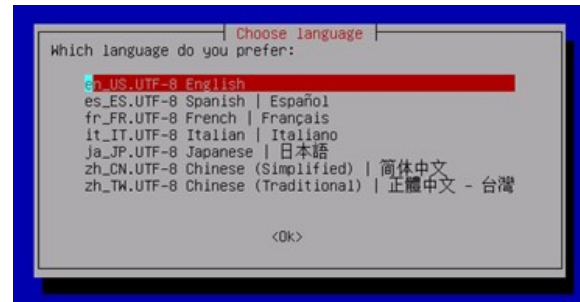 Choose language
Which language do you prefer:
en_US.UTF-8 English
es_ES.UTF-8 Spanish | Español
fr_FR.UTF-8 French | Français
it_IT.UTF-8 Italian | Italiano
ja_JP.UTF-8 Japanese | 日本語
zh_CN.UTF-8 Chinese (Simplified) | 简体中文
zh_TW.UTF-8 Chinese (Traditional) | 正體中文 - 台灣
<Ok>